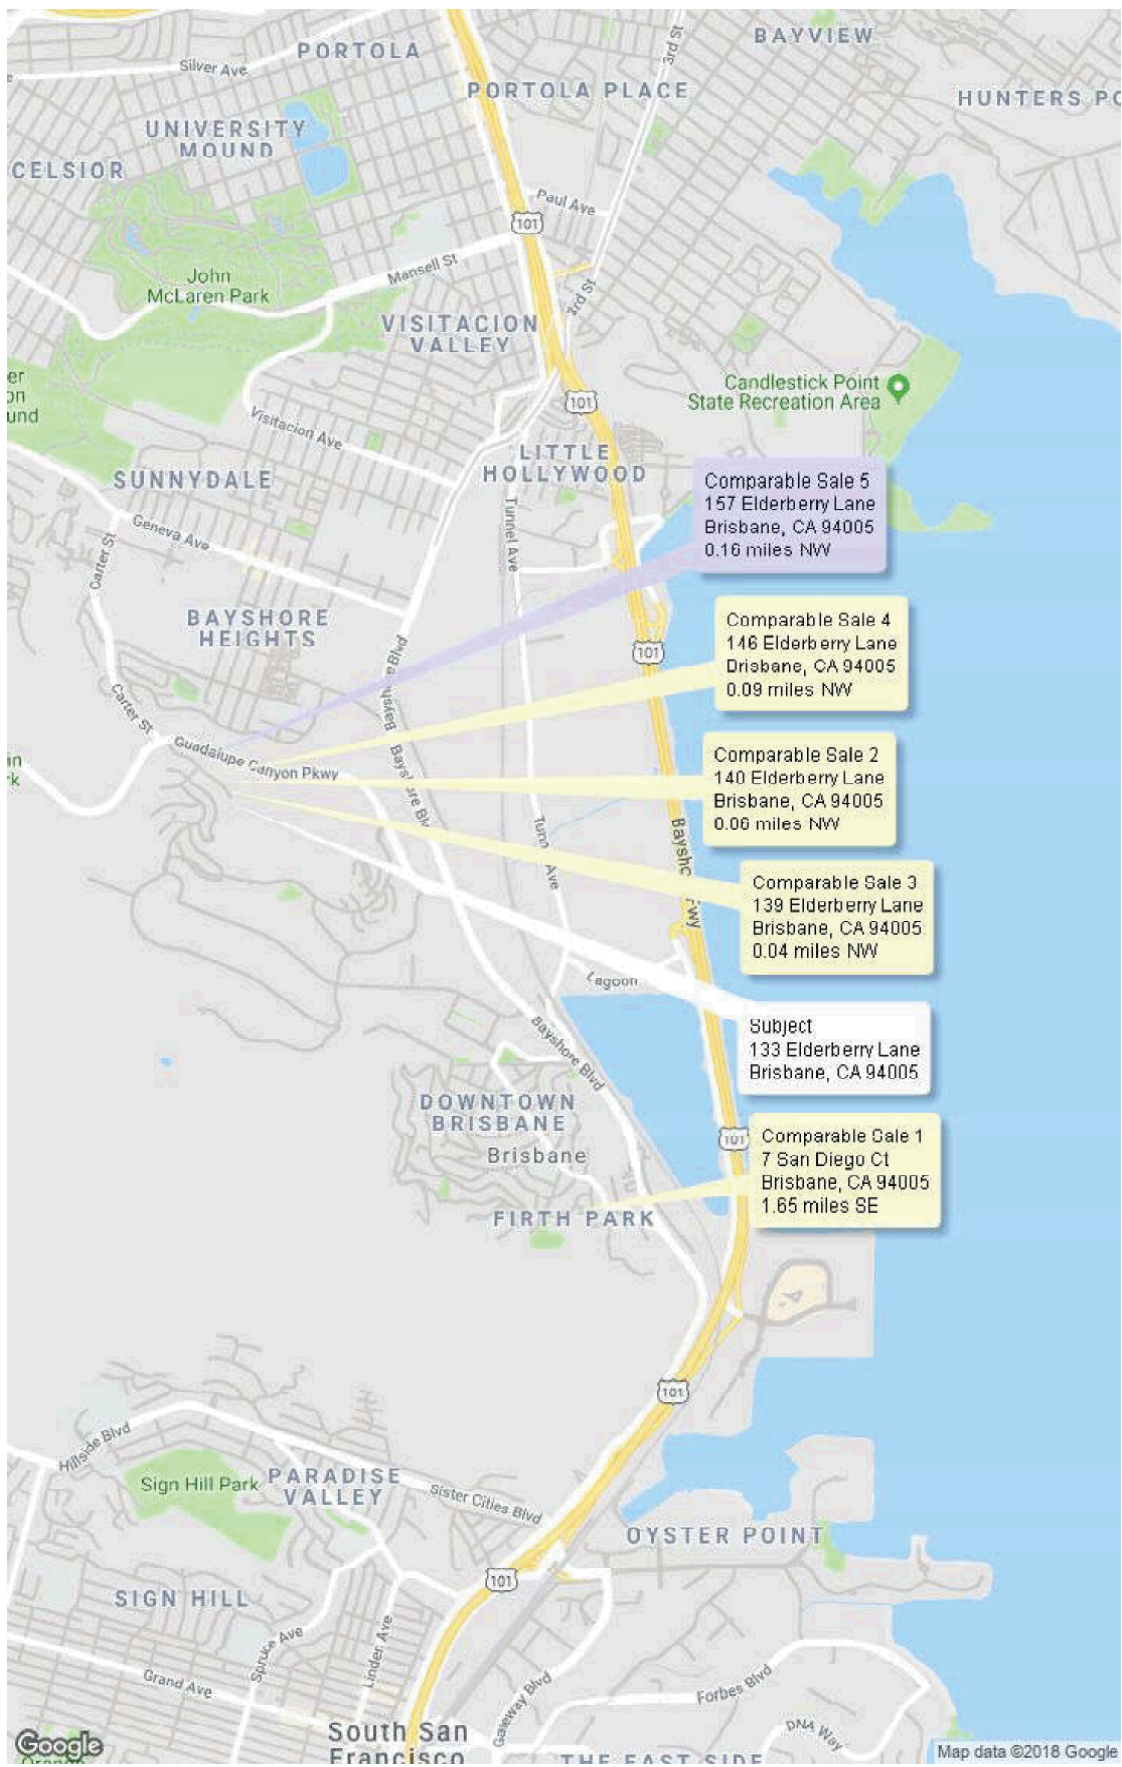 PORTOLA
BAYVIEW
Silver Ave
3rd St
PORTOLA PLACE
HUNTERS PO
UNIVERSITY
MOUND
CELSIOR
Paul Ave
101
Mansell St
John
McLaren Park
3rd St
VISITACION
VALLEY
Candlestick Point
State Recreation Area
101
er
on
ound
Visitacion Ave
LITTLE
HOLLYWOOD
SUNNYDALE
Comparable Sale 5
157 Elderberry Lane
Brisbane, CA 94005
0.16 miles NW
Tunnel Ave
Geneva Ave
Carter St
BAYSHORE
HEIGHTS
Comparable Sale 4
146 Elderberry Lane
Brisbane, CA 94005
0.09 miles NW
101
Carter St
Guadalupe Canyon Pkwy
in
rk
Comparable Sale 2
140 Elderberry Lane
Brisbane, CA 94005
0.06 miles NW
Comparable Sale 3
139 Elderberry Lane
Brisbane, CA 94005
0.04 miles NW
Lagoon
Subject
133 Elderberry Lane
Brisbane, CA 94005
Bayshore Blvd
DOWNTOWN
BRISBANE
Brisbane
101
Comparable Sale 1
7 San Diego Ct
Brisbane, CA 94005
1.65 miles SE
FIRTH PARK
101
Hillside Blvd
Sign Hill Park
PARADISE
VALLEY
Sister Cities Blvd
OYSTER POINT
101
SIGN HILL
Spruce Ave
Linden Ave
Grand Ave
Gateway Blvd
Forbes Blvd
DNA Way
South San
Francisco
THE EAST SIDE
Google
Map data ©2018 Google